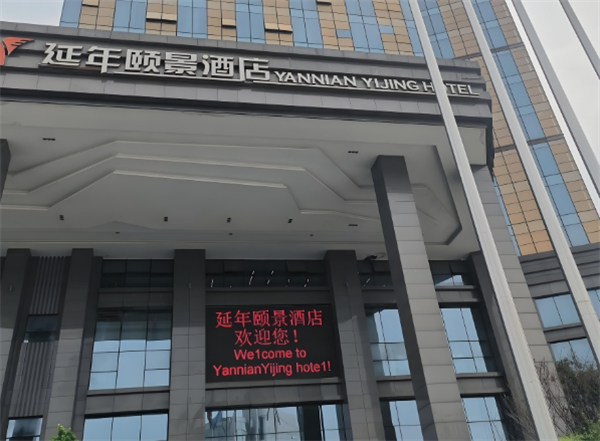 延年颐景酒店 YANNIAN YIJING HOTEL
延年颐景酒店
欢迎您！
We1come to
YannianYijing hote1!